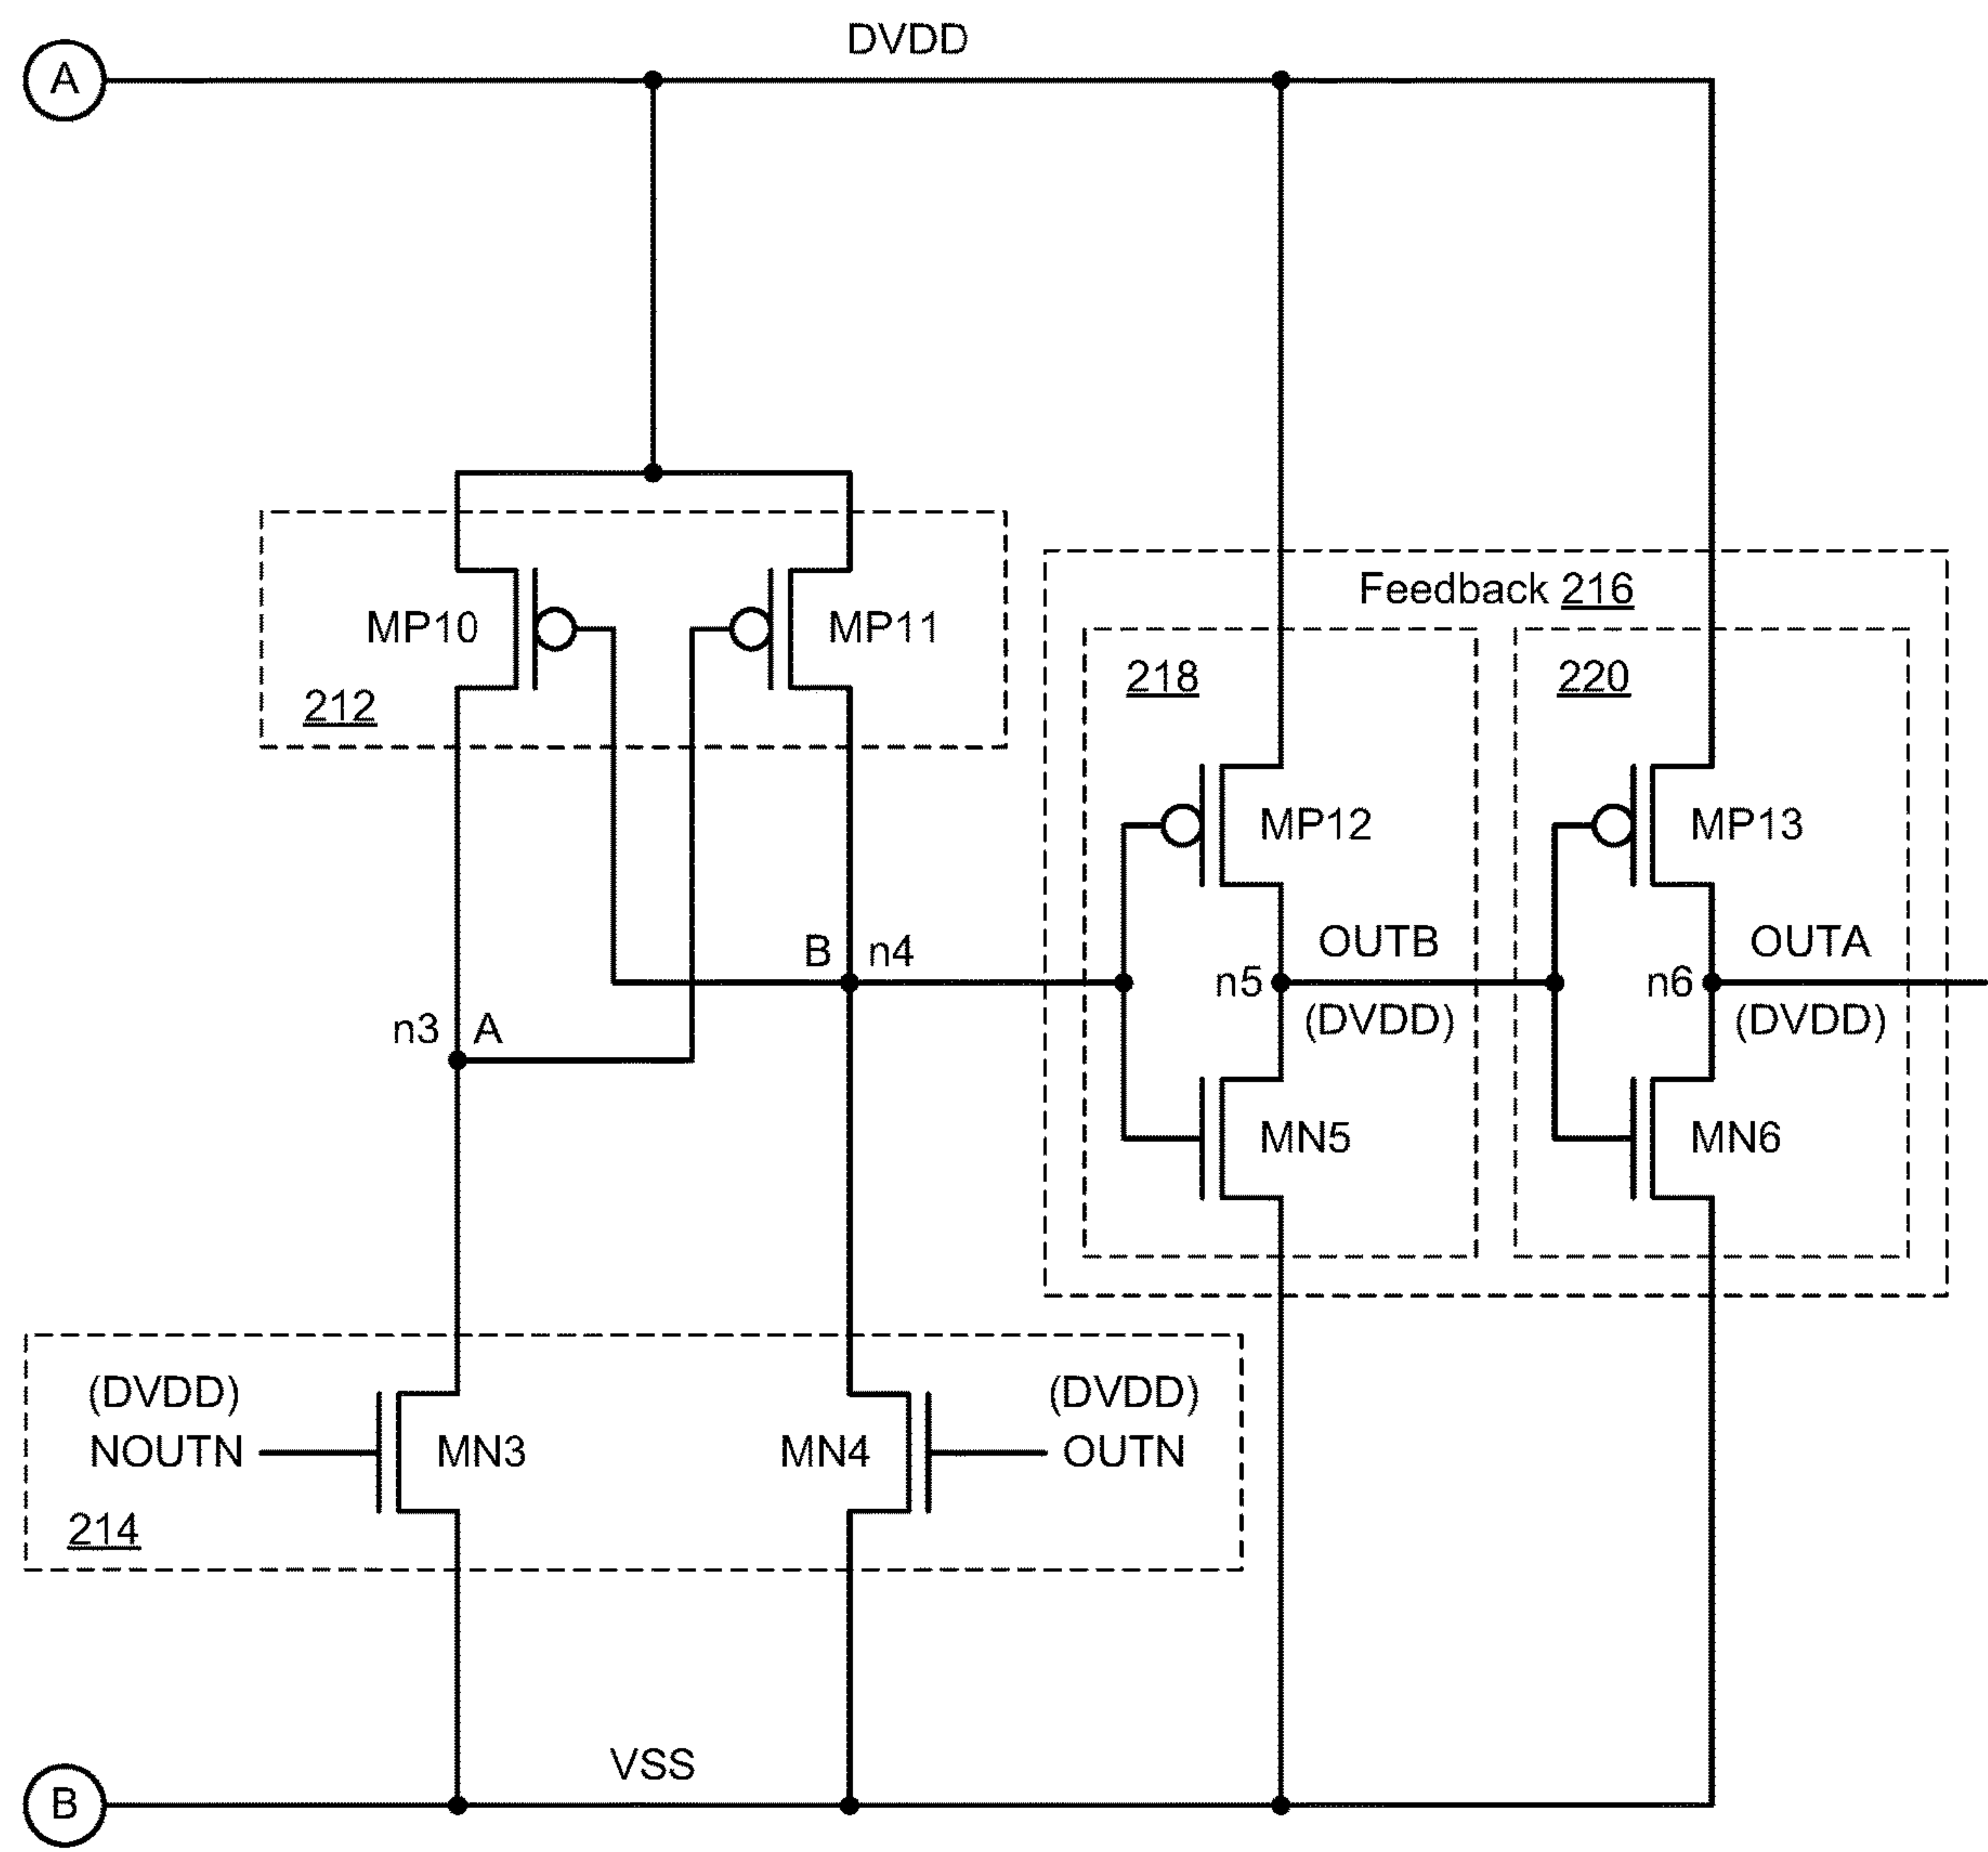 DVDD
A
Feedback 216
MP10
MP11
218
220
212
MP12
MP13
B n4
OUTB
OUTA
n5
n6
n3 A
(DVDD)
(DVDD)
MN5
MN6
(DVDD)
(DVDD)
NOUTN
MN3
MN4
OUTN
214
VSS
B